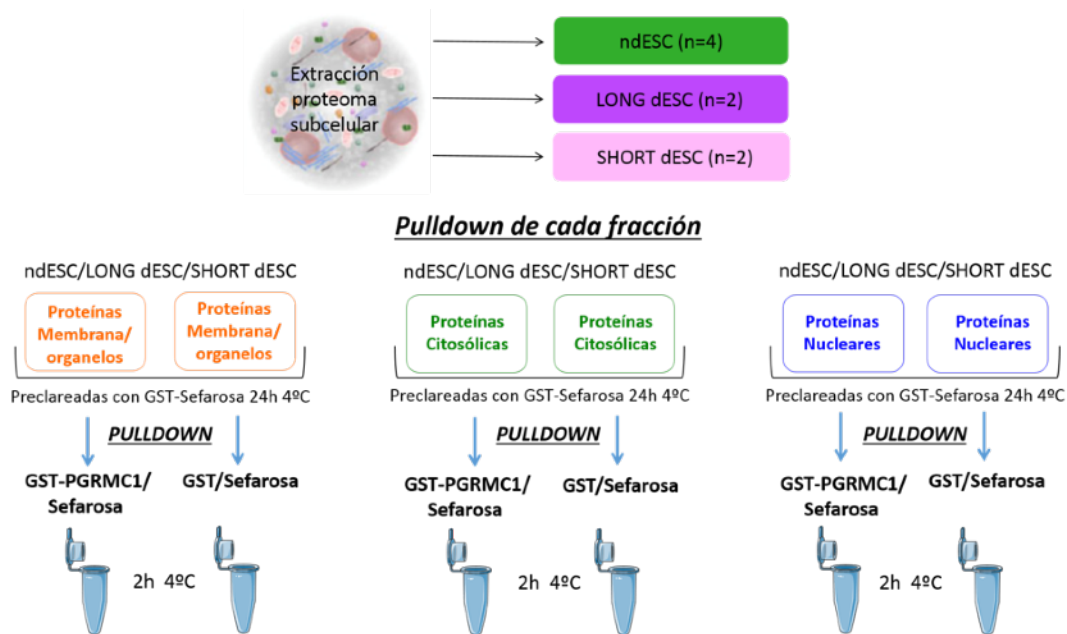 Extracción
proteoma
subcelular
ndESC (n=4)
LONG dESC (n=2)
SHORT dESC (n=2)
Pulldown de cada fracción
ndESC/LONG dESC/SHORT dESC
Proteínas
Membrana/
organelos
Proteínas
Membrana/
organelos
Preclareadas con GST-Sefarosa 24h 4ºC
PULLDOWN
GST-PGRMC1/
Sefarosa
GST/Sefarosa
2h 4ºC
ndESC/LONG dESC/SHORT dESC
Proteínas
Citosólicas
Proteínas
Citosólicas
Preclareadas con GST-Sefarosa 24h 4ºC
PULLDOWN
GST-PGRMC1/
Sefarosa
GST/Sefarosa
2h 4ºC
ndESC/LONG dESC/SHORT dESC
Proteínas
Nucleares
Proteínas
Nucleares
Preclareadas con GST-Sefarosa 24h 4ºC
PULLDOWN
GST-PGRMC1/
Sefarosa
GST/Sefarosa
2h 4ºC